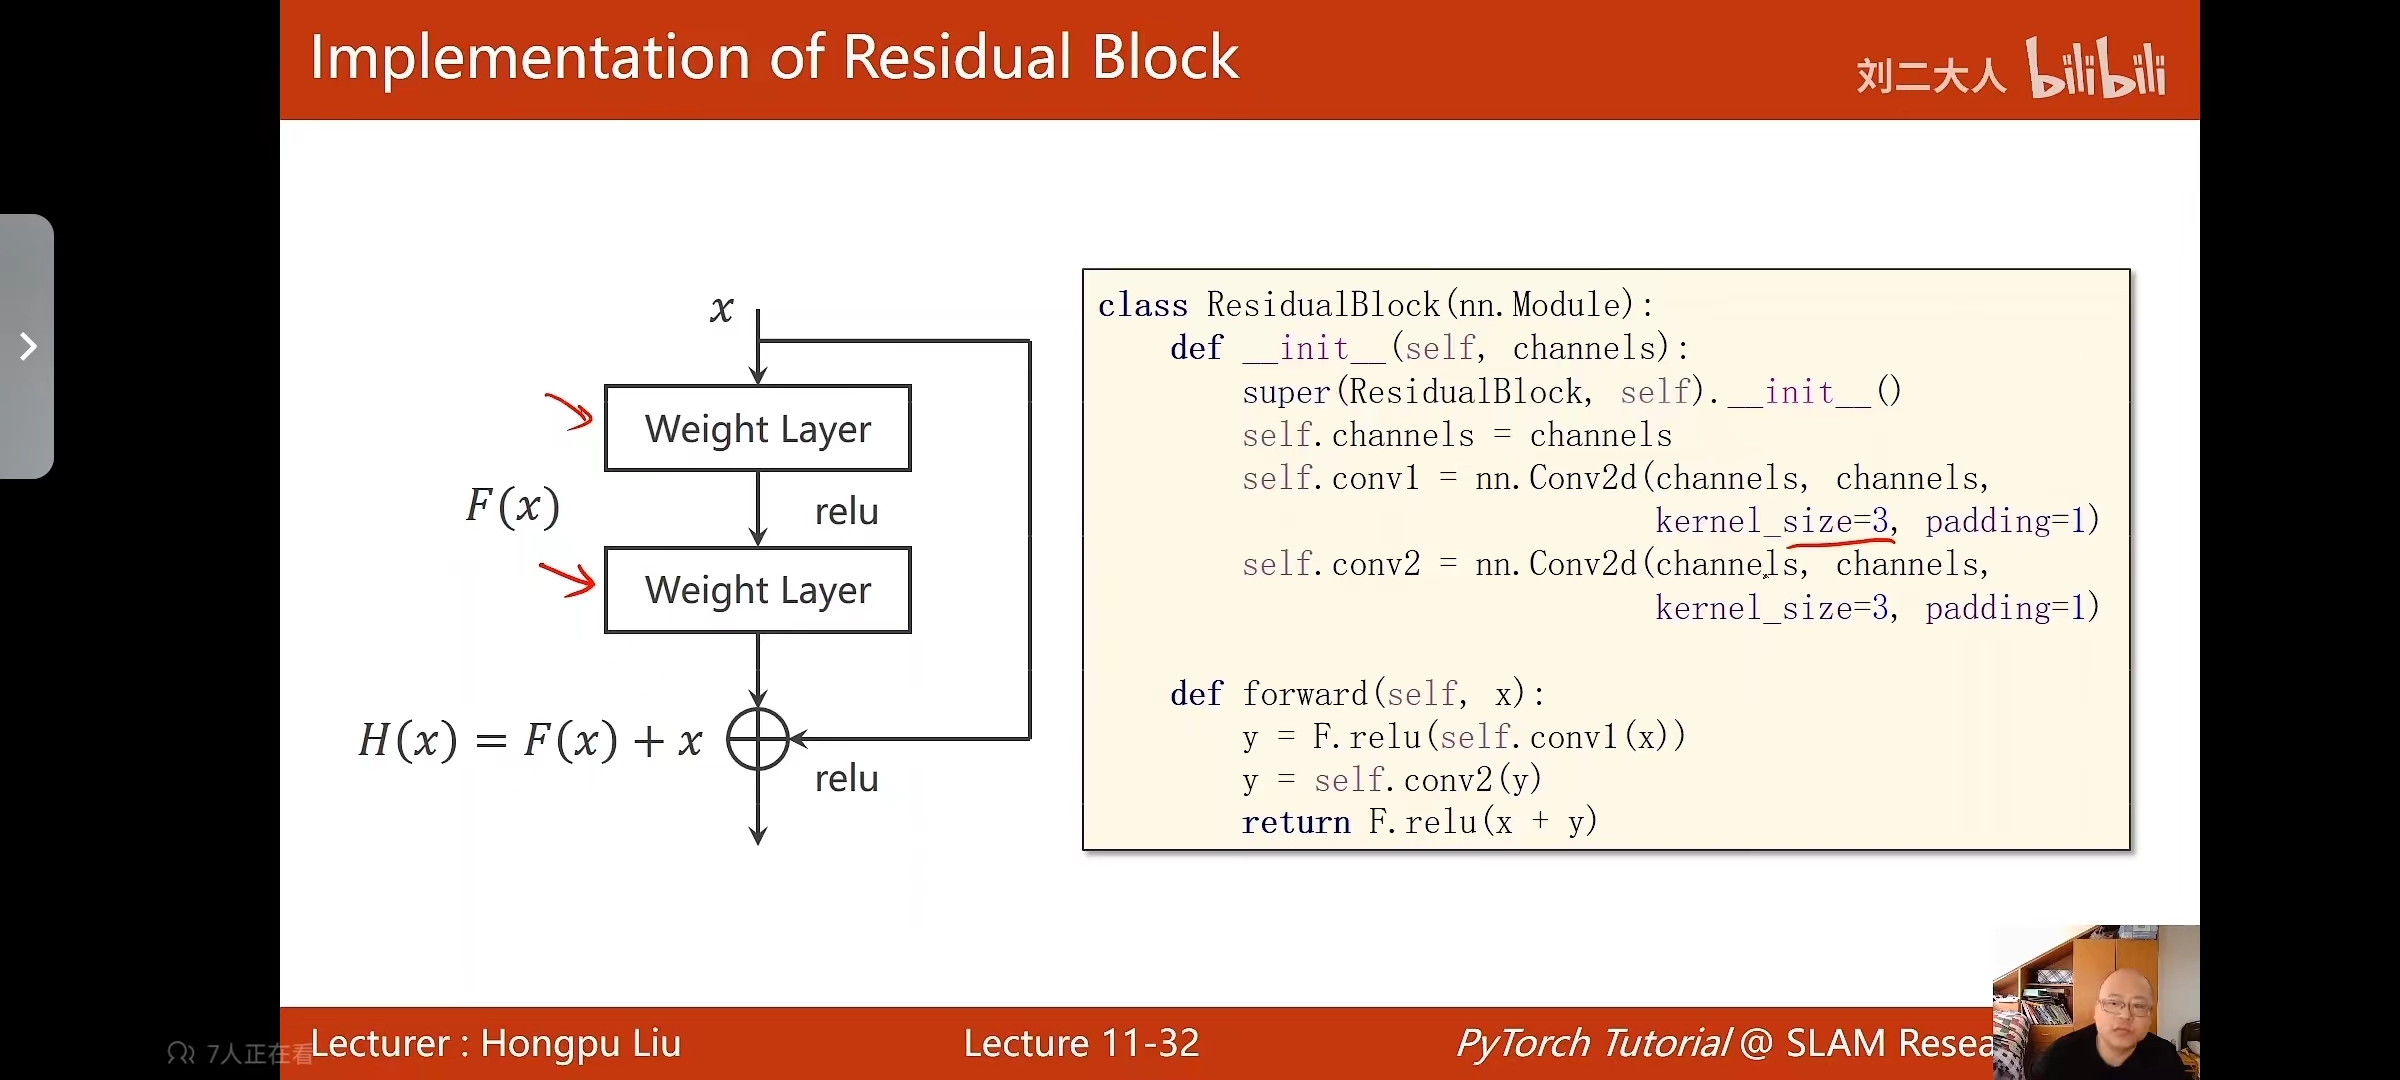 Implementation of Residual Block
刘二大人 bilibili
x
Weight Layer
F(x)
relu
Weight Layer
H(x) = F(x) + x
relu
class ResidualBlock(nn.Module):
    def __init__(self, channels):
        super(ResidualBlock, self).__init__()
        self.channels = channels
        self.conv1 = nn.Conv2d(channels, channels,
                               kernel_size=3, padding=1)
        self.conv2 = nn.Conv2d(channels, channels,
                               kernel_size=3, padding=1)
    def forward(self, x):
        y = F.relu(self.conv1(x))
        y = self.conv2(y)
        return F.relu(x + y)
7人正在看
Lecturer : Hongpu Liu
Lecture 11-32
PyTorch Tutorial @ SLAM Resea